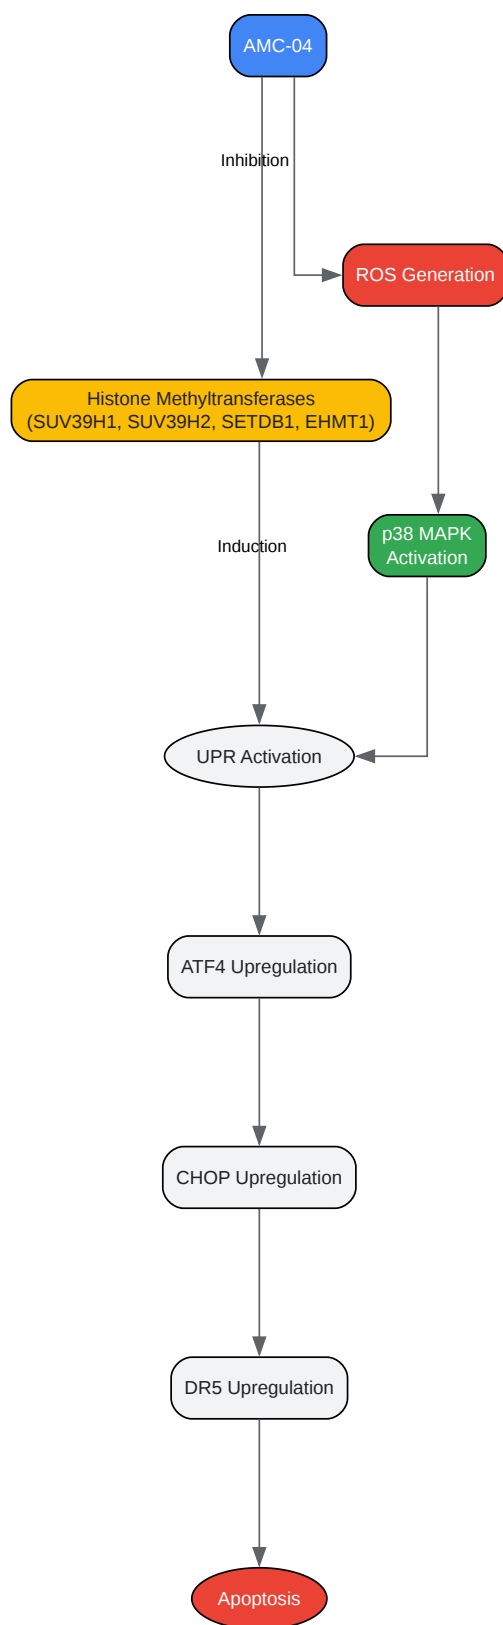 AMC-04
Inhibition
ROS Generation
Histone Methyltransferases
(SUV39H1, SUV39H2, SETDB1, EHMT1)
p38 MAPK
Activation
Induction
UPR Activation
ATF4 Upregulation
CHOP Upregulation
DR5 Upregulation
Apoptosis